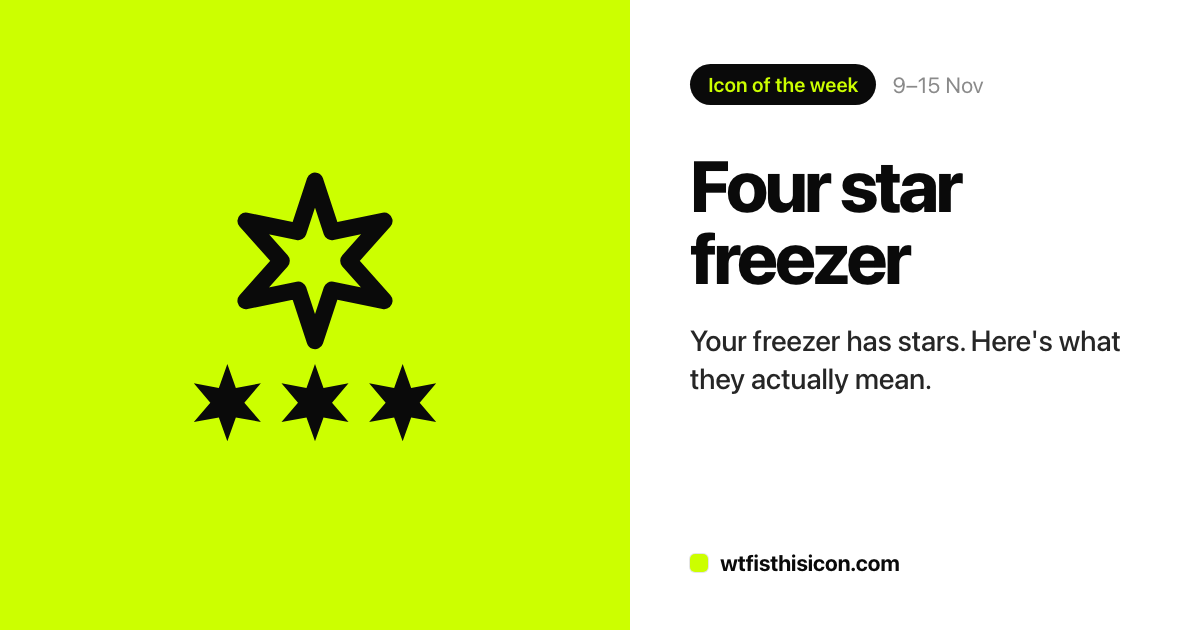 Icon of the week
9–15 Nov
Four star
freezer
Your freezer has stars. Here's what
they actually mean.
wtfisthisicon.com